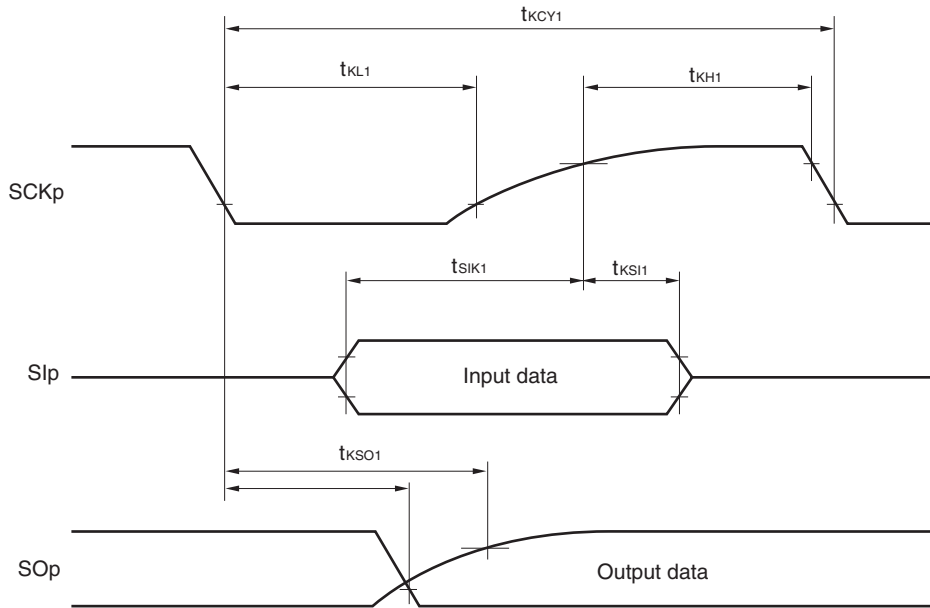 tKCY1
tKL1
tKH1
SCKp
tSIK1
tKSI1
SIp
Input data
tKSO1
SOp
Output data